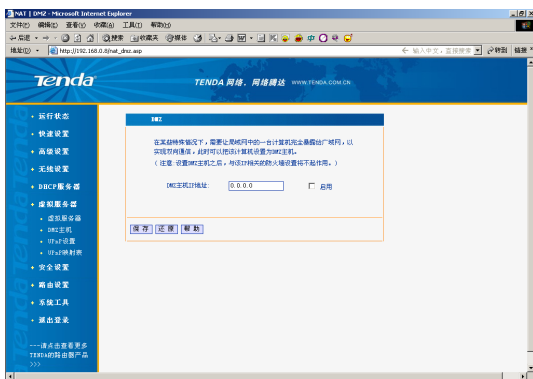 NAT | DMZ - Microsoft Internet Explorer
文件(F) 编辑(E) 查看(V) 收藏(A) 工具(T) 帮助(H)
后退 搜索 收藏夹 媒体
地址(D) http://192.168.0.8/nat_dmz.asp 输入中文，直接搜索 转到 链接 »
Tenda TENDA 网络，网络腾达 WWW.TENDA.COM.CN
运行状态
快速设置
高级设置
无线设置
DHCP服务器
虚拟服务器
虚拟服务器
DMZ主机
UPnP设置
UPnP映射表
安全设置
路由设置
系统工具
退出登录
---请点击查看更多
TENDA的路由器产品
>>>
DMZ
在某些特殊情况下，需要让局域网中的一台计算机完全暴露给广域网，以
实现双向通信，此时可以把该计算机设置为DMZ主机。
（注意:设置DMZ主机之后，与该IP相关的防火墙设置将不起作用。）
DMZ主机IP地址: 0.0.0.0 启用
保存 还原 帮助